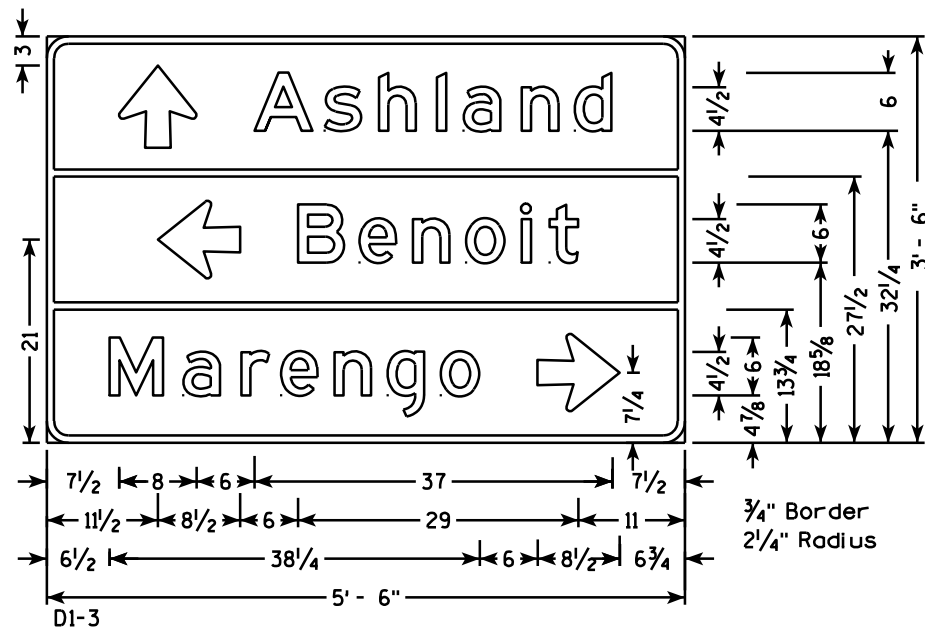 3
Ashland
4½
6
Benoit
4½
6
3' - 6"
32¼
27½
21
18⅝
Marengo
4½
6
13¾
7¼
4⅞
7½ 8 6 37 7½
11½ 8½ 6 29 11
¾" Border
6½ 38¼ 6 8½ 6¾
2¼" Radius
5' - 6"
D1-3